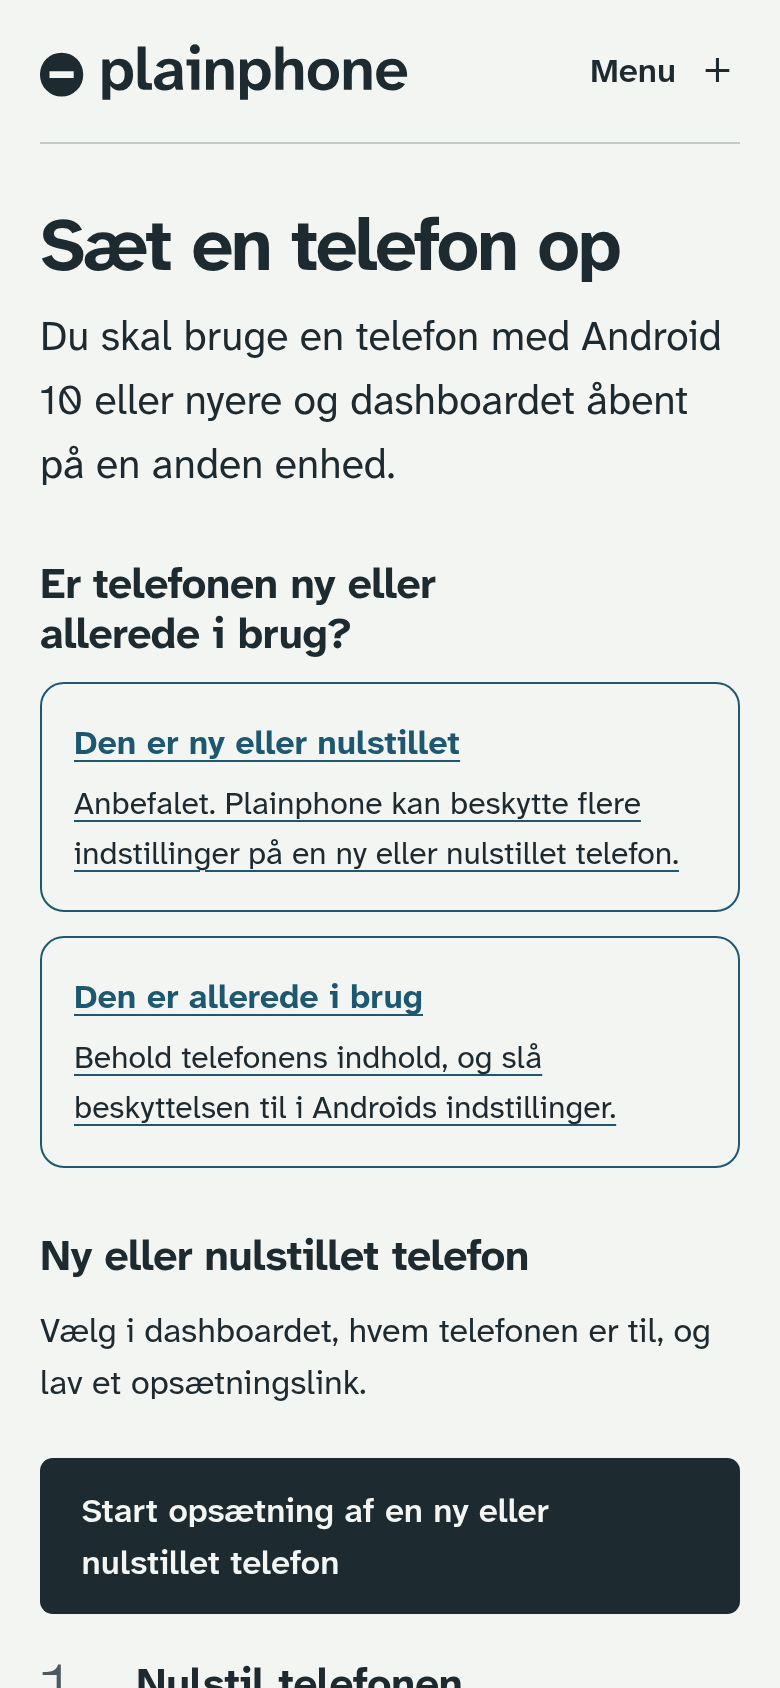 plainphone
Menu +
Sæt en telefon op
Du skal bruge en telefon med Android
10 eller nyere og dashboardet åbent
på en anden enhed.
Er telefonen ny eller
allerede i brug?
Den er ny eller nulstillet
Anbefalet. Plainphone kan beskytte flere
indstillinger på en ny eller nulstillet telefon.
Den er allerede i brug
Behold telefonens indhold, og slå
beskyttelsen til i Androids indstillinger.
Ny eller nulstillet telefon
Vælg i dashboardet, hvem telefonen er til, og
lav et opsætningslink.
Start opsætning af en ny eller
nulstillet telefon
1 Nulstil telefonen